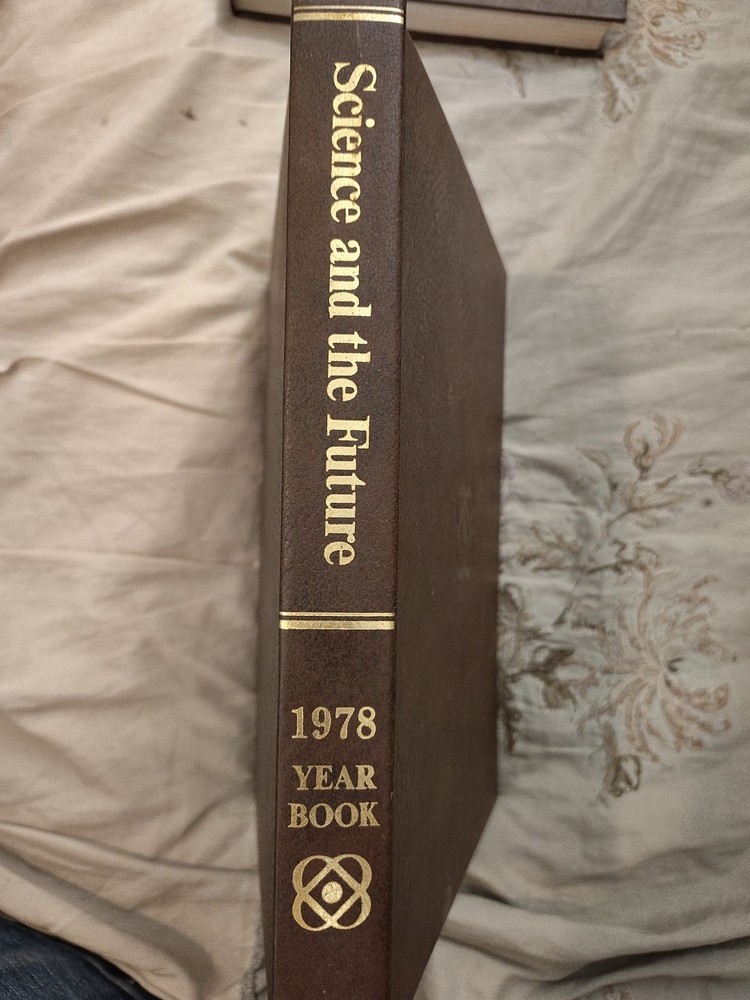 Science and the Future
1978
YEAR
BOOK